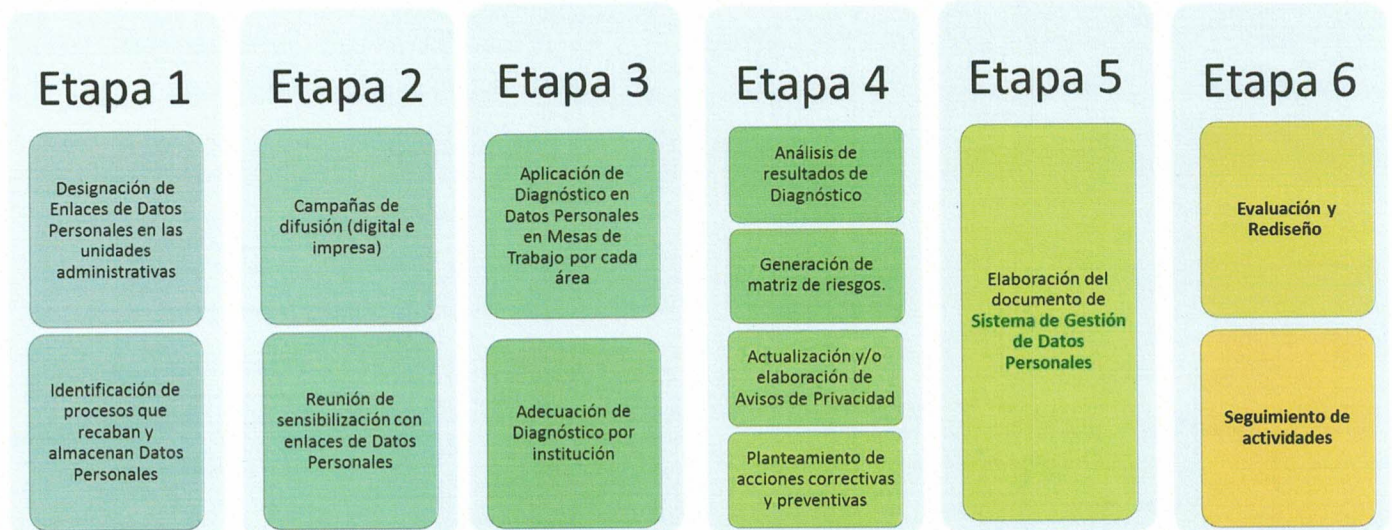 Etapa 1
Designación de
Enlaces de Datos
Personales en las
unidades
administrativas
Identificación de
procesos que
recaban y
almacenan Datos
Personales
Etapa 2
Campañas de
difusión (digital e
impresa)
Reunión de
sensibilización con
enlaces de Datos
Personales
Etapa 3
Aplicación de
Diagnóstico en
Datos Personales
en Mesas de
Trabajo por cada
área
Adecuación de
Diagnóstico por
institución
Etapa 4
Análisis de
resultados de
Diagnóstico
Generación de
matriz de riesgos.
Actualización y/o
elaboración de
Avisos de Privacidad
Planteamiento de
acciones correctivas
y preventivas
Etapa 5
Elaboración del
documento de
Sistema de Gestión
de Datos
Personales
Etapa 6
Evaluación y
Rediseño
Seguimiento de
actividades